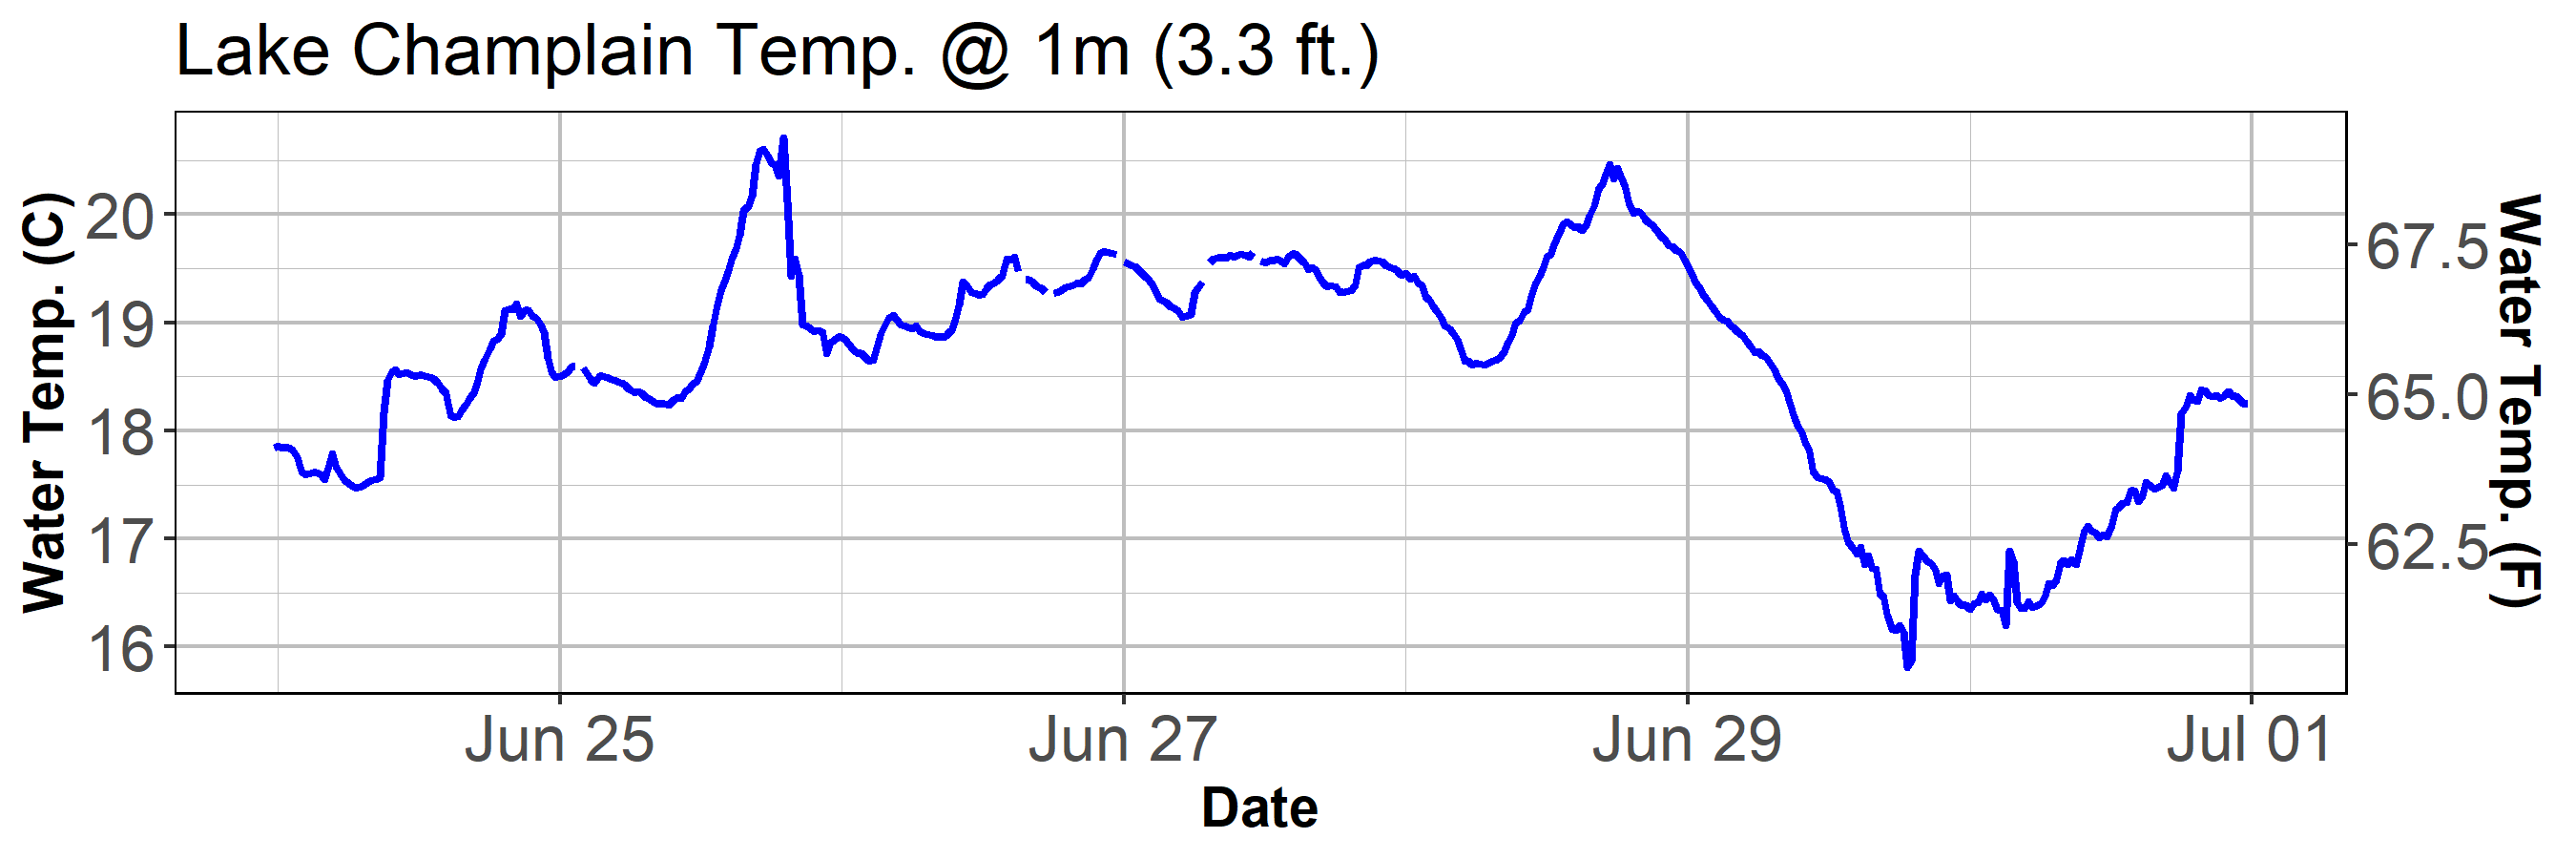 Lake Champlain Temp. @ 1m (3.3 ft.)
Water Temp. (C)
20
19
18
17
16
67.5
65.0
62.5
Water Temp. (F)
Jun 25
Jun 27
Jun 29
Jul 01
Date